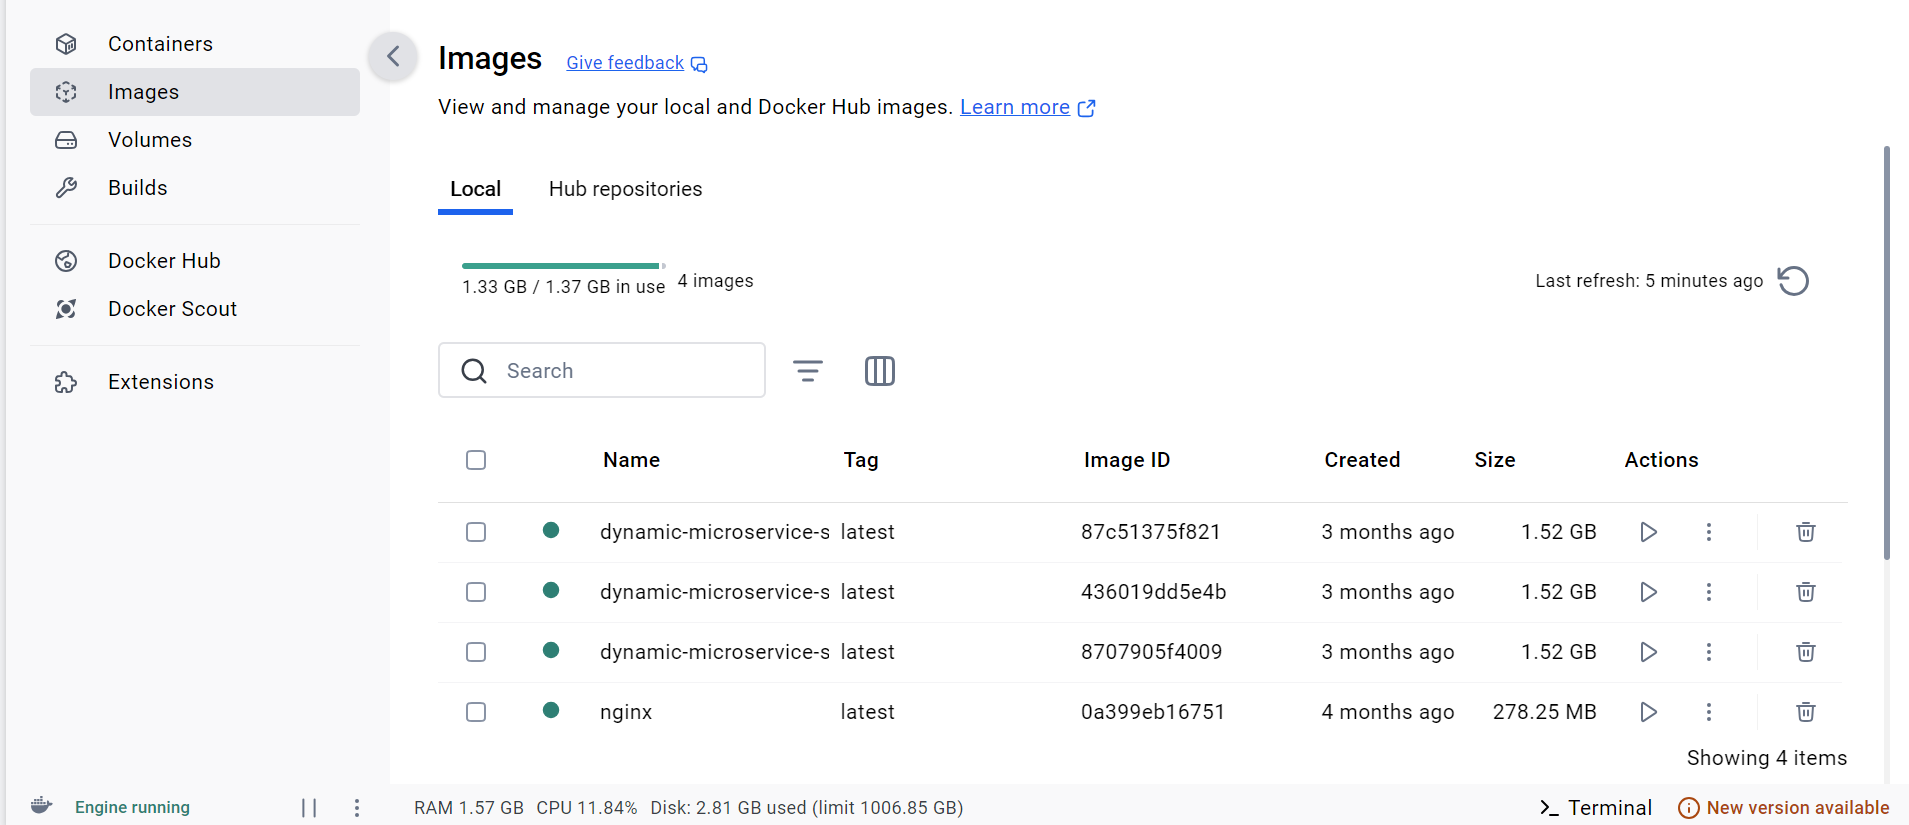 Containers
Images
Volumes
Builds
Docker Hub
Docker Scout
Extensions
Images Give feedback
View and manage your local and Docker Hub images. Learn more
Local Hub repositories
1.33 GB / 1.37 GB in use 4 images Last refresh: 5 minutes ago
Search
Name Tag Image ID Created Size Actions
dynamic-microservice-s latest 87c51375f821 3 months ago 1.52 GB
dynamic-microservice-s latest 436019dd5e4b 3 months ago 1.52 GB
dynamic-microservice-s latest 8707905f4009 3 months ago 1.52 GB
nginx latest 0a399eb16751 4 months ago 278.25 MB
Showing 4 items
Engine running RAM 1.57 GB CPU 11.84% Disk: 2.81 GB used (limit 1006.85 GB) Terminal New version available